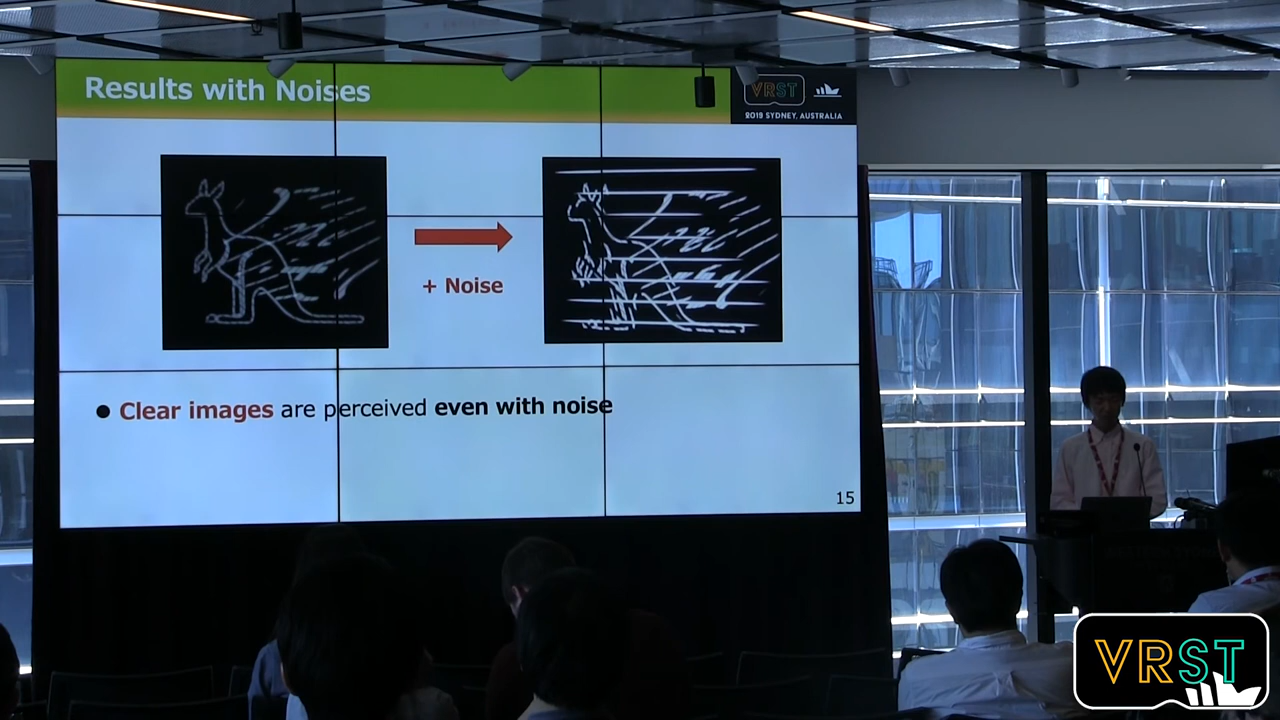 Results with Noises
VRST
2019 SYDNEY, AUSTRALIA
+ Noise
● Clear images are perceived even with noise
15
VRST